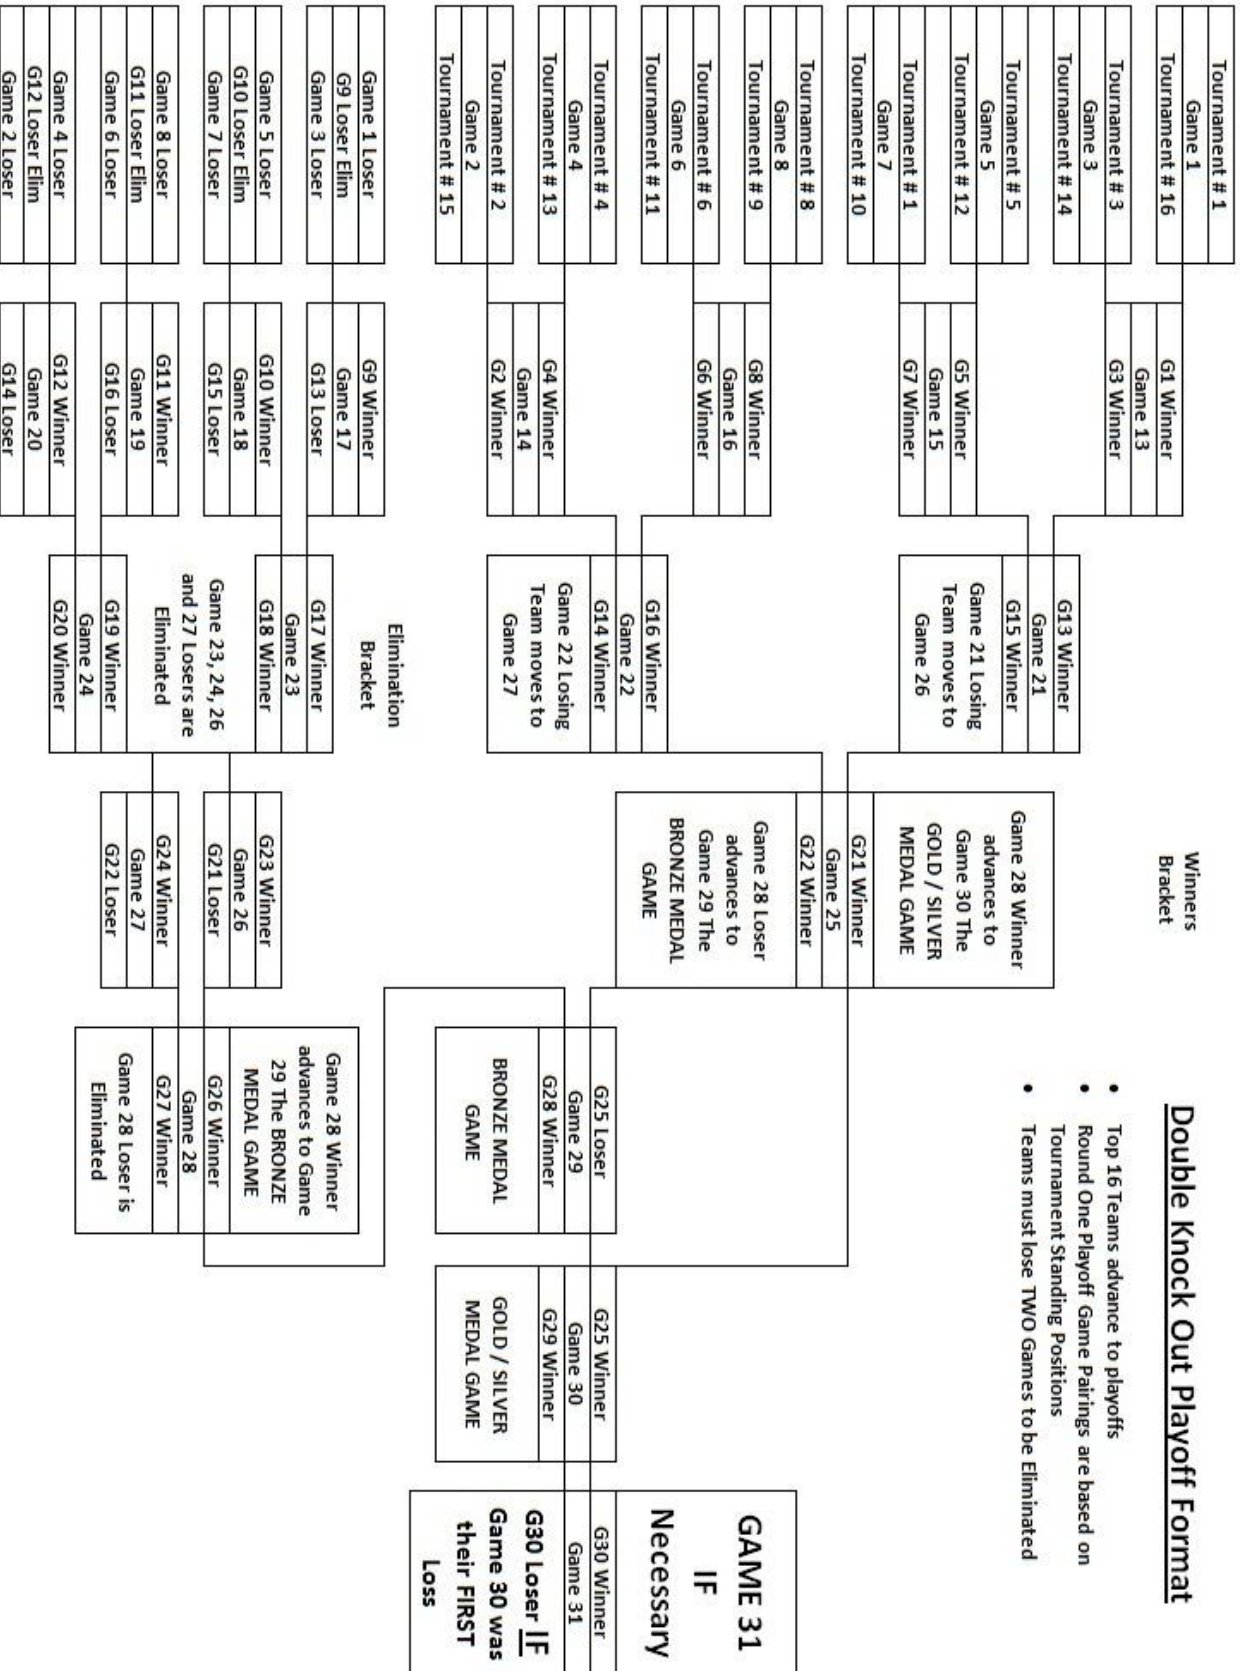 Double Knock Out Playoff Format
• Top 16 Teams advance to playoffs
• Round One Playoff Game Pairings are based on
Tournament Standing Positions
• Teams must lose TWO Games to be Eliminated
Winners
Bracket
Tournament # 1
Game 1
Tournament # 16
Tournament # 3
Game 3
Tournament # 14
Tournament # 5
Game 5
Tournament # 12
Tournament # 1
Game 7
Tournament # 10
Tournament # 8
Game 8
Tournament # 9
Tournament # 6
Game 6
Tournament # 11
Tournament # 4
Game 4
Tournament # 13
Tournament # 2
Game 2
Tournament # 15
G1 Winner
Game 13
G3 Winner
G5 Winner
Game 15
G7 Winner
G8 Winner
Game 16
G6 Winner
G4 Winner
Game 14
G2 Winner
G13 Winner
Game 21
G15 Winner
Game 21 Losing
Team moves to
Game 26
G16 Winner
Game 22
G14 Winner
Game 22 Losing
Team moves to
Game 27
Game 28 Winner
advances to
Game 30 The
GOLD / SILVER
MEDAL GAME
G21 Winner
Game 25
G22 Winner
Game 28 Loser
advances to
Game 29 The
BRONZE MEDAL
GAME
G25 Loser
Game 29
G28 Winner
BRONZE MEDAL
GAME
G25 Winner
Game 30
G29 Winner
GOLD / SILVER
MEDAL GAME
GAME 31
IF
Necessary
G30 Winner
Game 31
G30 Loser IF
Game 30 was
their FIRST
Loss
Elimination
Bracket
Game 1 Loser
G9 Loser Elim
Game 3 Loser
Game 5 Loser
G10 Loser Elim
Game 7 Loser
Game 8 Loser
G11 Loser Elim
Game 6 Loser
Game 4 Loser
G12 Loser Elim
Game 2 Loser
G9 Winner
Game 17
G13 Loser
G10 Winner
Game 18
G15 Loser
G11 Winner
Game 19
G16 Loser
G12 Winner
Game 20
G14 Loser
G17 Winner
Game 23
G18 Winner
Game 23, 24, 26
and 27 Losers are
Eliminated
G19 Winner
Game 24
G20 Winner
G23 Winner
Game 26
G21 Loser
G24 Winner
Game 27
G22 Loser
Game 28 Winner
advances to Game
29 The BRONZE
MEDAL GAME
G26 Winner
Game 28
G27 Winner
Game 28 Loser is
Eliminated